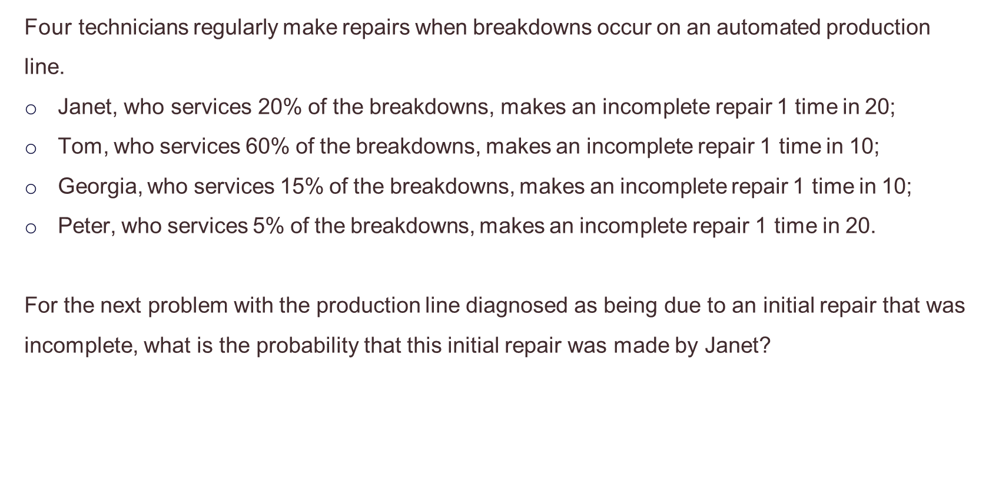 Four technicians regularly make repairs when breakdowns occur on an automated production
line.
○ Janet, who services 20% of the breakdowns, makes an incomplete repair 1 time in 20;
○ Tom, who services 60% of the breakdowns, makes an incomplete repair 1 time in 10;
○ Georgia, who services 15% of the breakdowns, makes an incomplete repair 1 time in 10;
○ Peter, who services 5% of the breakdowns, makes an incomplete repair 1 time in 20.
For the next problem with the production line diagnosed as being due to an initial repair that was
incomplete, what is the probability that this initial repair was made by Janet?